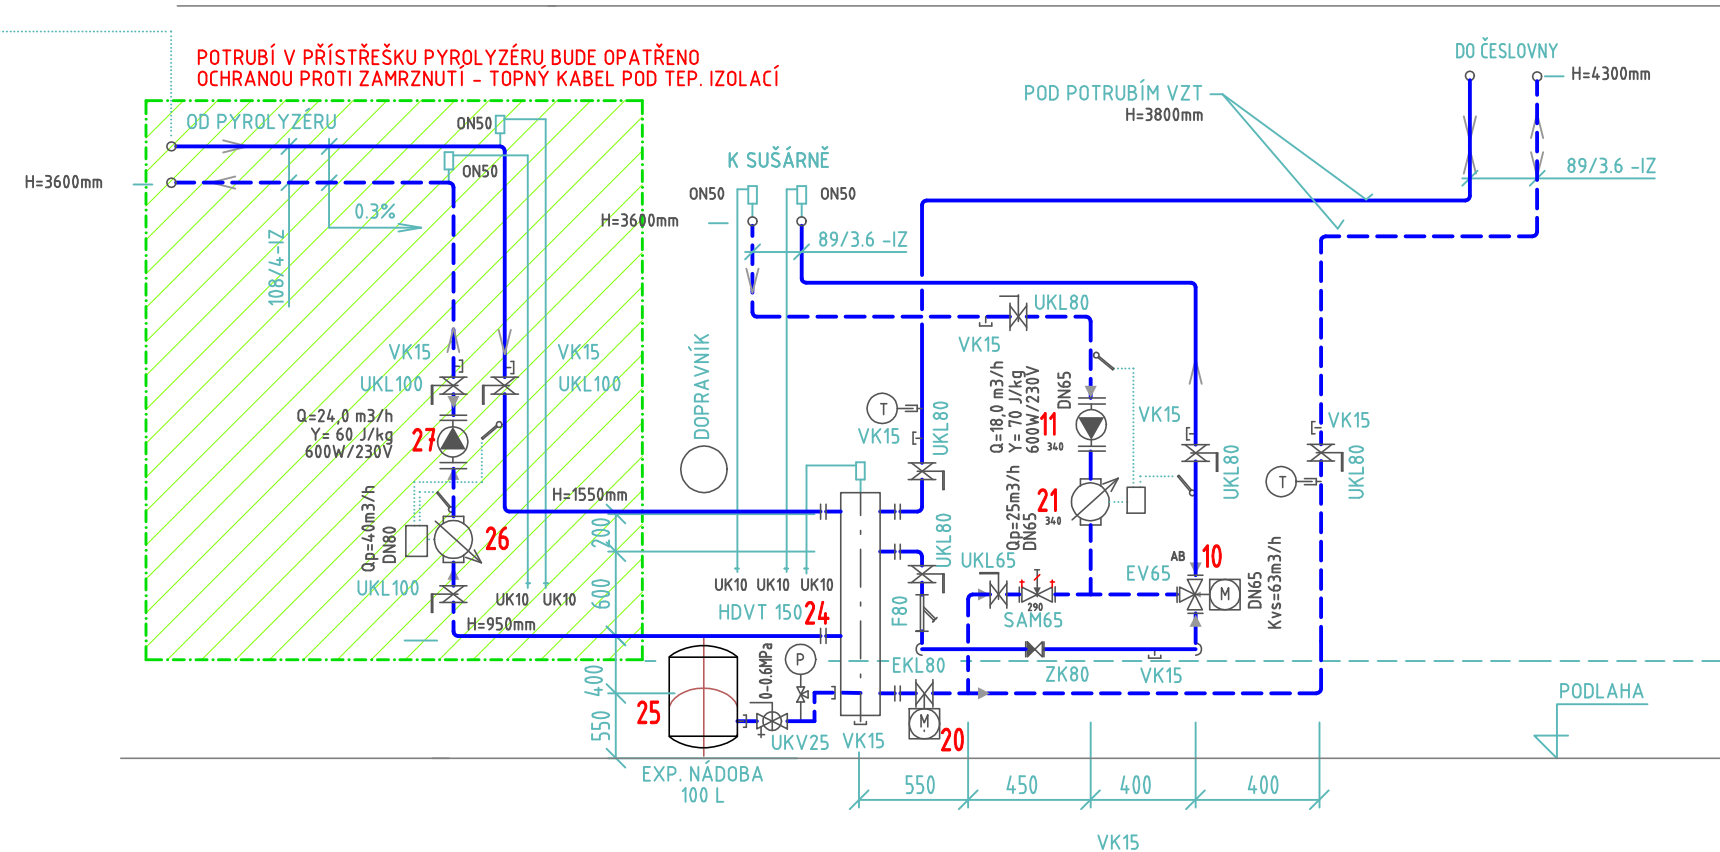 POTRUBÍ V PŘÍSTŘEŠKU PYROLYZÉRU BUDE OPATŘENO
OCHRANOU PROTI ZAMRZNUTÍ - TOPNÝ KABEL POD TEP. IZOLACÍ
DO ČESLOVNY
H=4300mm
POD POTRUBÍM VZT
H=3800mm
OD PYROLYZÉRU
ON50
ON50
K SUŠÁRNĚ
89/3.6 -IZ
H=3600mm
ON50
ON50
0.3%
H=3600mm
89/3.6 -IZ
108/4-IZ
UKL80
VK15
VK15
VK15
UKL100
UKL100
DOPRAVNÍK
Q=24,0 m3/h
Y= 60 J/kg
600W/230V
27
T
VK15
UKL80
Q=18,0 m3/h
Y= 70 J/kg
600W/230V
11
340
DN65
VK15
UKL80
VK15
UKL80
T
Qp=40m3/h
DN80
26
H=1550mm
200
UKL80
Qp=25m3/h
DN65
21
340
UKL100
UK10
UK10
UK10
UK10
UK10
600
HDVT 150
24
F80
UKL65
290
SAM65
AB
10
EV65
M
DN65
Kvs=63m3/h
H=950mm
EKL80
ZK80
VK15
400
25
0-0.6MPa
P
M
20
PODLAHA
550
UKV25
VK15
EXP. NÁDOBA
100 L
550
450
400
400
VK15